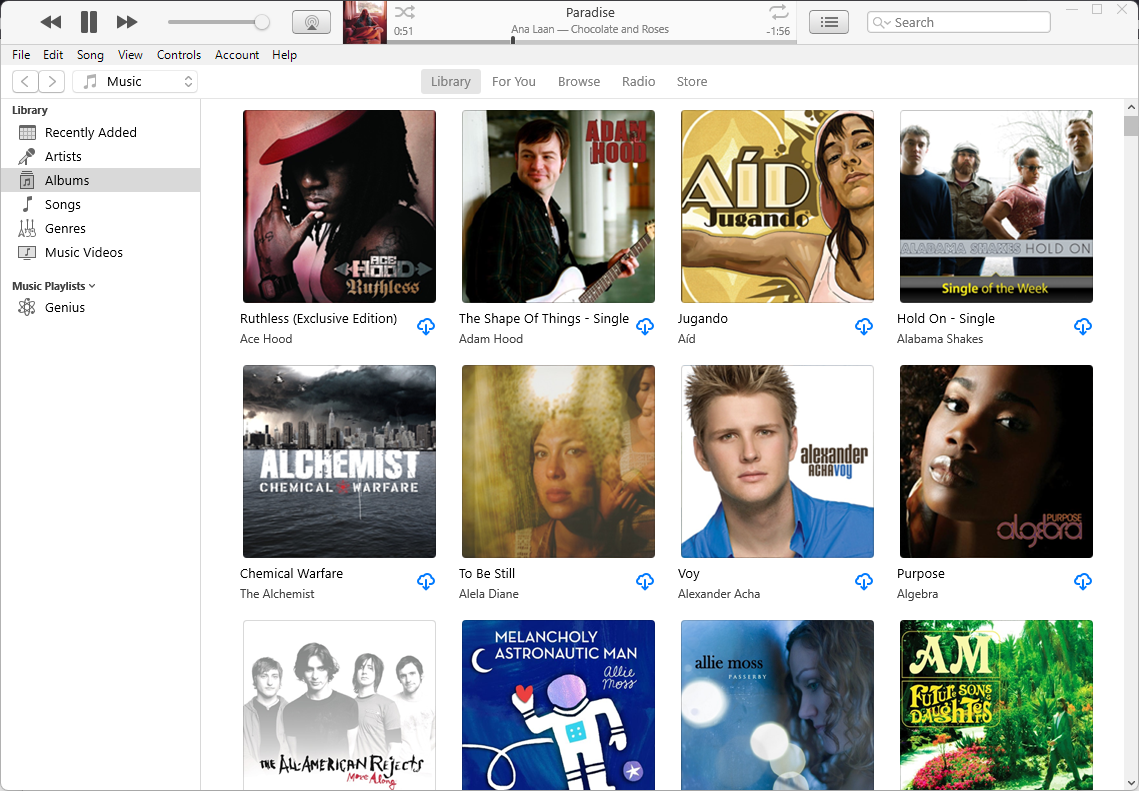 Paradise
0:51
Ana Laan — Chocolate and Roses
-1:56
Search
File Edit Song View Controls Account Help
Music
Library For You Browse Radio Store
Library
Recently Added
Artists
Albums
Songs
Genres
Music Videos
Music Playlists
Genius
ACE
HOOD
Ruthless
ADAM
HOOD
AÍD
Jugando
ALABAMA SHAKES HOLD ON
Single of the Week
Ruthless (Exclusive Edition)
Ace Hood
The Shape Of Things - Single
Adam Hood
Jugando
Aíd
Hold On - Single
Alabama Shakes
ALCHEMIST
CHEMICAL WARFARE
alexander
ACHA VOY
PURPOSE
algebra
Chemical Warfare
The Alchemist
To Be Still
Alela Diane
Voy
Alexander Acha
Purpose
Algebra
THE ALL-AMERICAN REJECTS
Move Along
MELANCHOLY
ASTRONAUTIC MAN
Allie
Moss
allie moss
PASSERBY
AM
FUTUR SONS
DAUGHTERS